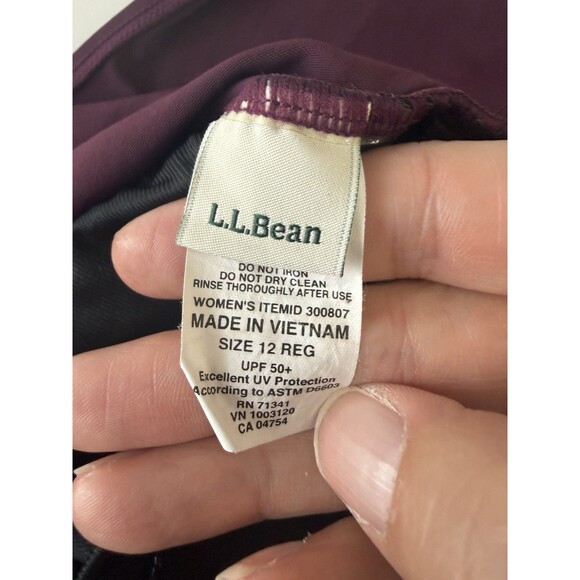 L.L.Bean
DO NOT IRON
DO NOT DRY CLEAN
RINSE THOROUGHLY AFTER USE
WOMEN'S ITEMID 300807
MADE IN VIETNAM
SIZE 12 REG
UPF 50+
Excellent UV Protection
According to ASTM D6603
RN 71341
VN 1003120
CA 04754